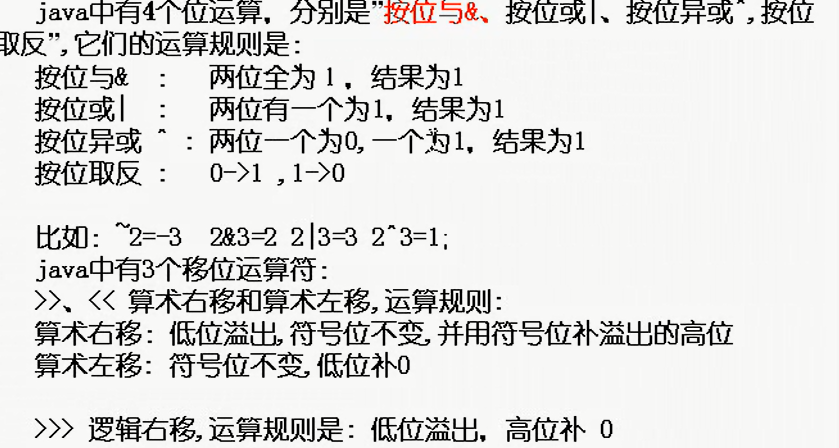 java中有4个位运算，分别是”按位与&、按位或|、按位异或^,按位
取反”,它们的运算规则是:
按位与& : 两位全为１，结果为1
按位或| : 两位有一个为1，结果为1
按位异或 ^ : 两位一个为0,一个为1，结果为1
按位取反 : 0->1 ,1->0
比如: ~2=-3 2&3=2 2|3=3 2^3=1;
java中有3个移位运算符:
>>、<< 算术右移和算术左移,运算规则:
算术右移: 低位溢出,符号位不变,并用符号位补溢出的高位
算术左移: 符号位不变,低位补0
>>> 逻辑右移,运算规则是: 低位溢出，高位补 0